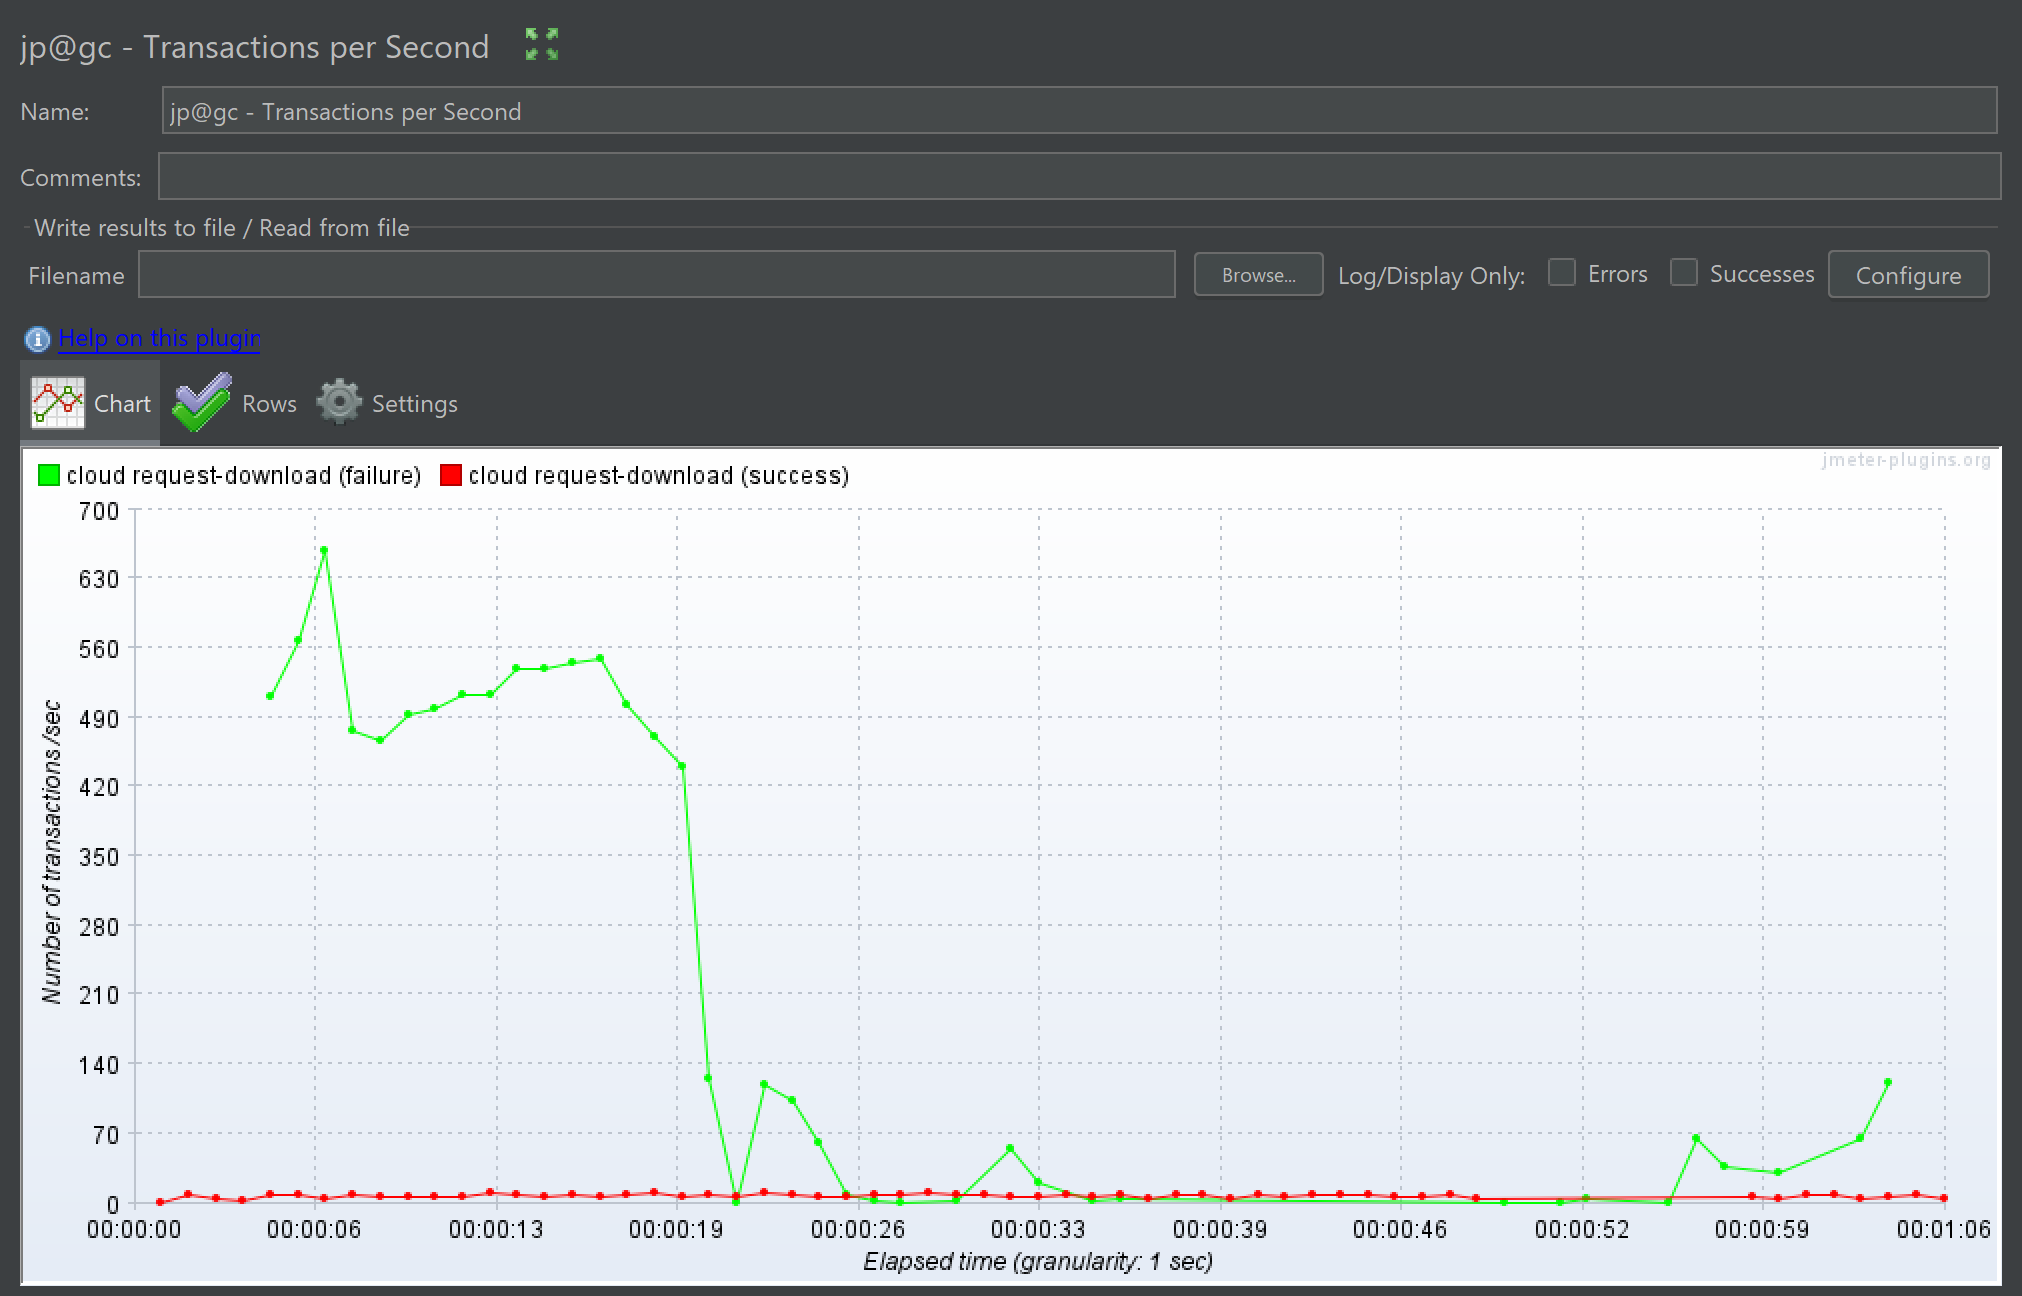 jp@gc - Transactions per Second
Name: jp@gc - Transactions per Second
Comments:
Write results to file / Read from file
Filename Browse... Log/Display Only: Errors Successes Configure
Help on this plugin
Chart Rows Settings
cloud request-download (failure) cloud request-download (success) jmeter-plugins.org
700
630
560
490
420
350
280
210
140
70
0
Number of transactions /sec
00:00:00 00:00:06 00:00:13 00:00:19 00:00:26 00:00:33 00:00:39 00:00:46 00:00:52 00:00:59 00:01:06
Elapsed time (granularity: 1 sec)